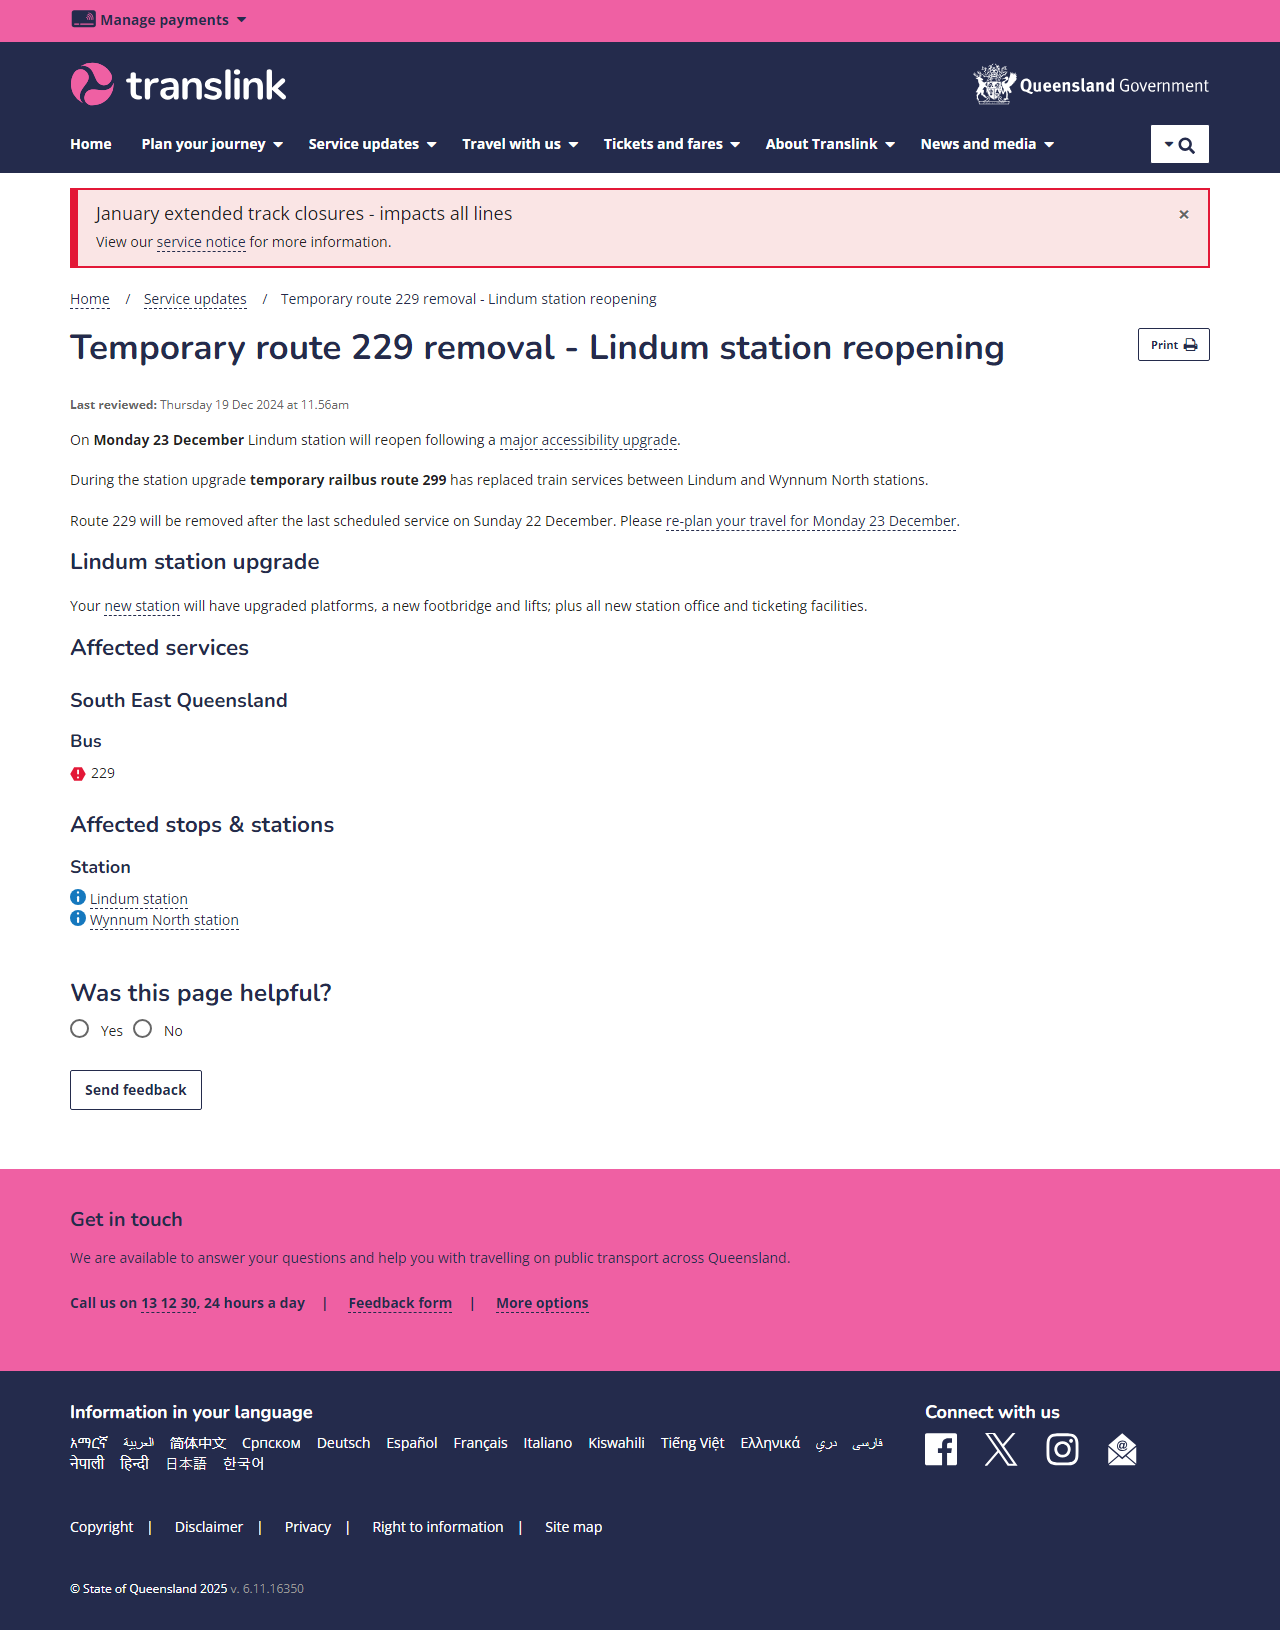 Manage payments
translink
Queensland Government
Home Plan your journey Service updates Travel with us Tickets and fares About Translink News and media
January extended track closures - impacts all lines ×
View our service notice for more information.
Home / Service updates / Temporary route 229 removal - Lindum station reopening
Temporary route 229 removal - Lindum station reopening
Print
Last reviewed: Thursday 19 Dec 2024 at 11.56am
On Monday 23 December Lindum station will reopen following a major accessibility upgrade.
During the station upgrade temporary railbus route 299 has replaced train services between Lindum and Wynnum North stations.
Route 229 will be removed after the last scheduled service on Sunday 22 December. Please re-plan your travel for Monday 23 December.
Lindum station upgrade
Your new station will have upgraded platforms, a new footbridge and lifts; plus all new station office and ticketing facilities.
Affected services
South East Queensland
Bus
229
Affected stops & stations
Station
Lindum station
Wynnum North station
Was this page helpful?
Yes No
Send feedback
Get in touch
We are available to answer your questions and help you with travelling on public transport across Queensland.
Call us on 13 12 30, 24 hours a day | Feedback form | More options
Information in your language
አማርኛ العربية 简体中文 Српском Deutsch Español Français Italiano Kiswahili Tiếng Việt Ελληνικά دري فارسی
नेपाली हिन्दी 日本語 한국어
Connect with us
Copyright | Disclaimer | Privacy | Right to information | Site map
© State of Queensland 2025 v. 6.11.16350